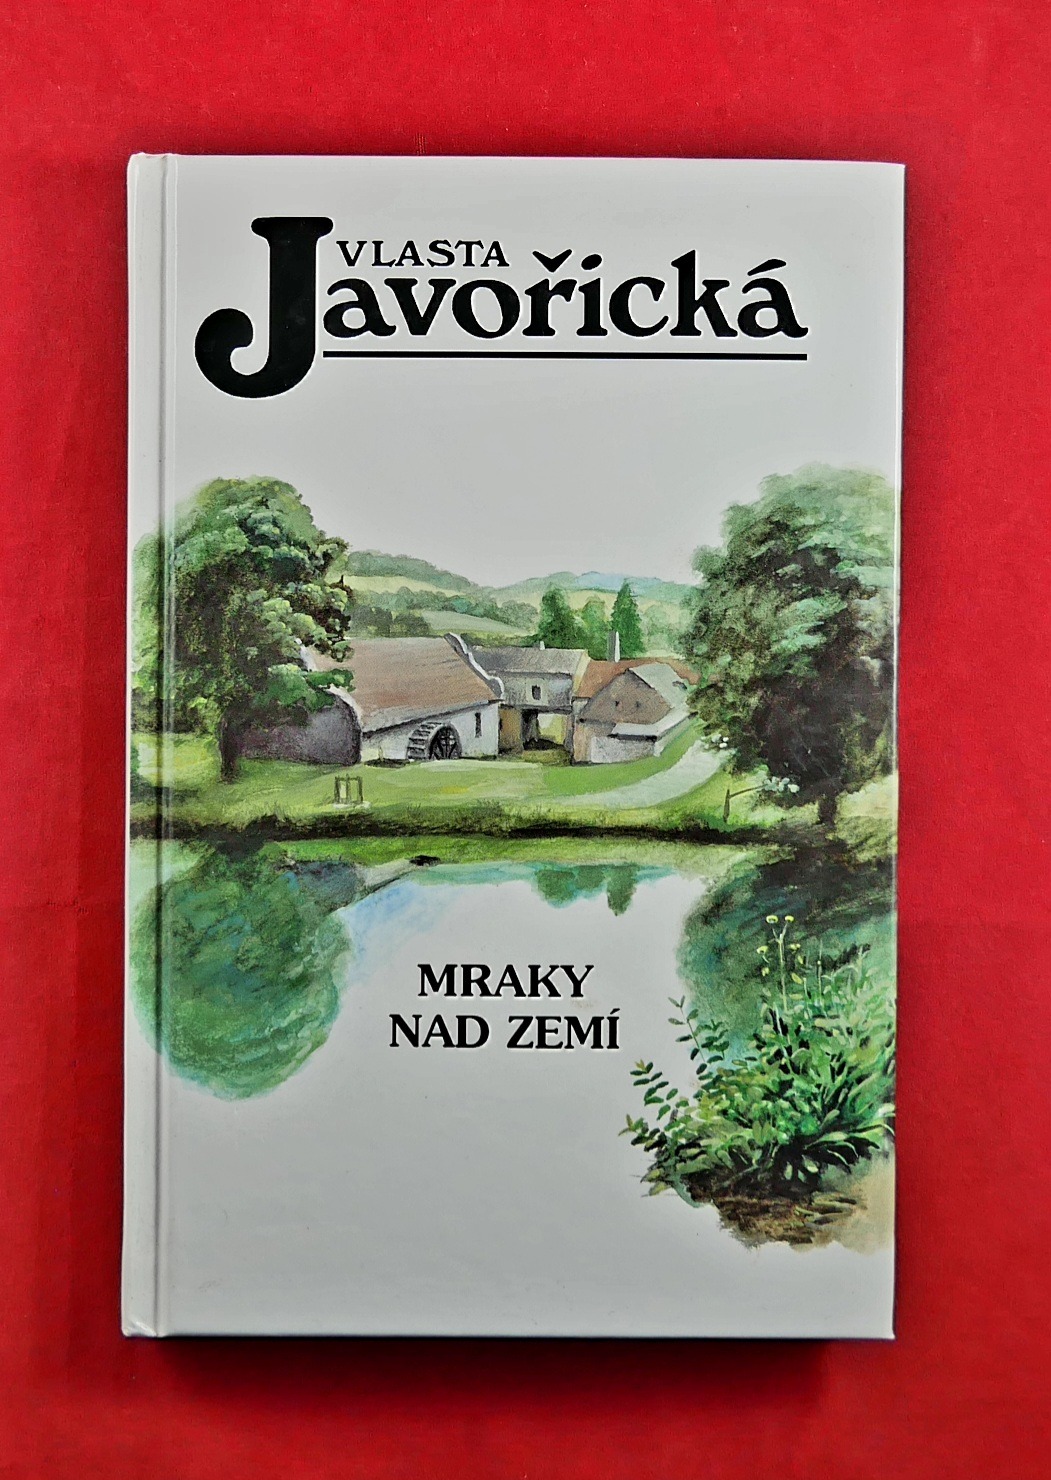 VLASTA
Javořická
MRAKY
NAD ZEMÍ